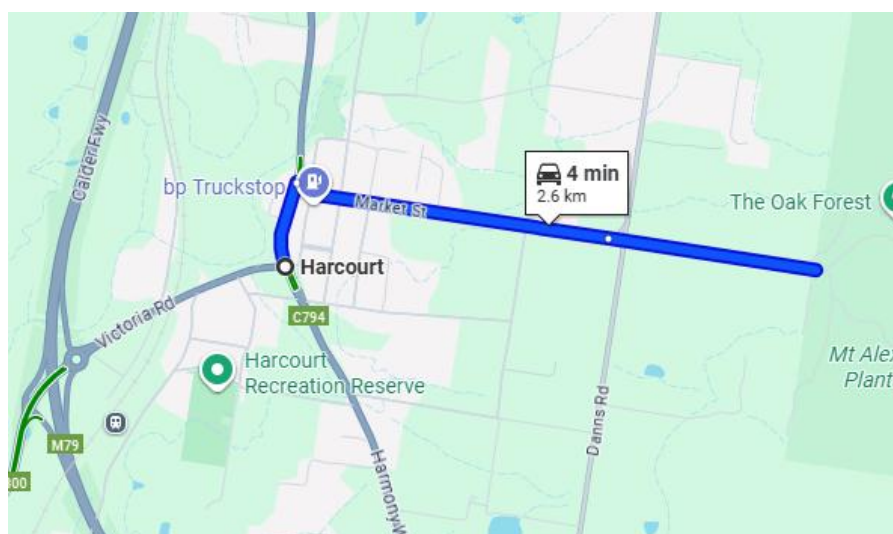 Calder Fwy
bp Truckstop
Market St
4 min
2.6 km
The Oak Forest
Harcourt
Victoria Rd
C794
Harcourt
Recreation Reserve
Mt Alex
Plant
Danns Rd
M79
300
Harmony W